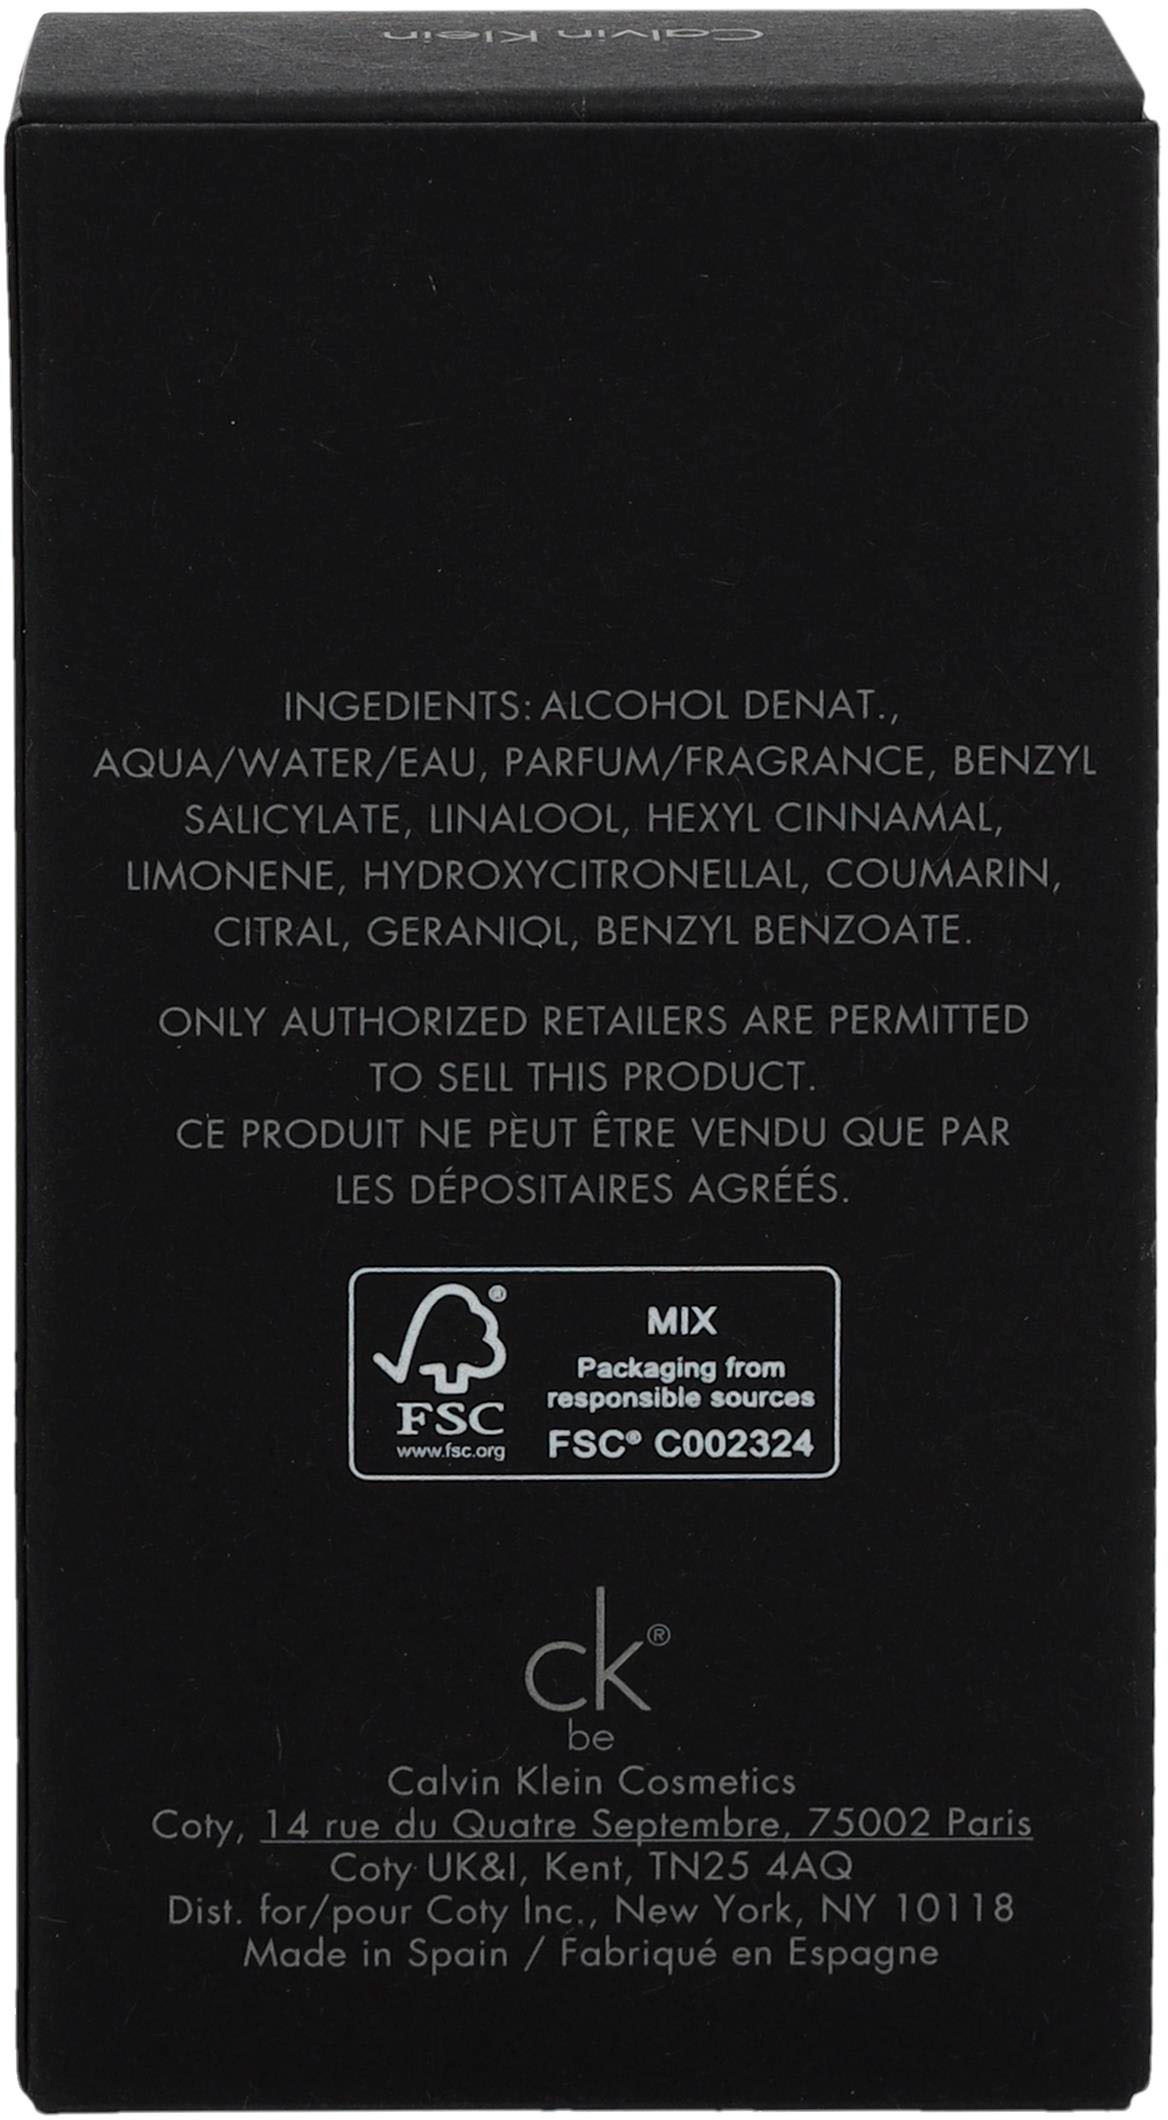 Calvin Klein
INGEDIENTS: ALCOHOL DENAT.,
AQUA/WATER/EAU, PARFUM/FRAGRANCE, BENZYL
SALICYLATE, LINALOOL, HEXYL CINNAMAL,
LIMONENE, HYDROXYCITRONELLAL, COUMARIN,
CITRAL, GERANIOL, BENZYL BENZOATE.
ONLY AUTHORIZED RETAILERS ARE PERMITTED
TO SELL THIS PRODUCT.
CE PRODUIT NE PEUT ÊTRE VENDU QUE PAR
LES DÉPOSITAIRES AGRÉÉS.
®
FSC
www.fsc.org
MIX
Packaging from
responsible sources
FSC® C002324
ck®
be
Calvin Klein Cosmetics
Coty, 14 rue du Quatre Septembre, 75002 Paris
Coty UK&I, Kent, TN25 4AQ
Dist. for/pour Coty Inc., New York, NY 10118
Made in Spain / Fabriqué en Espagne